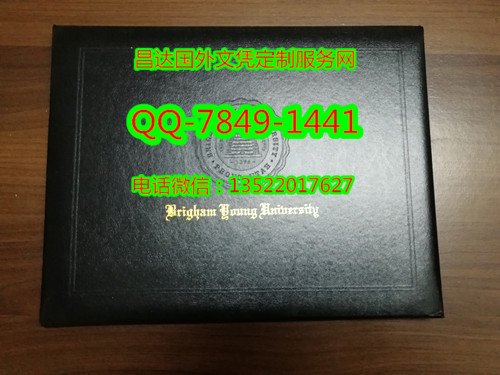 昌达国外文凭定制服务网
QQ-7849-1441
电话微信：13522017627
Brigham Young University